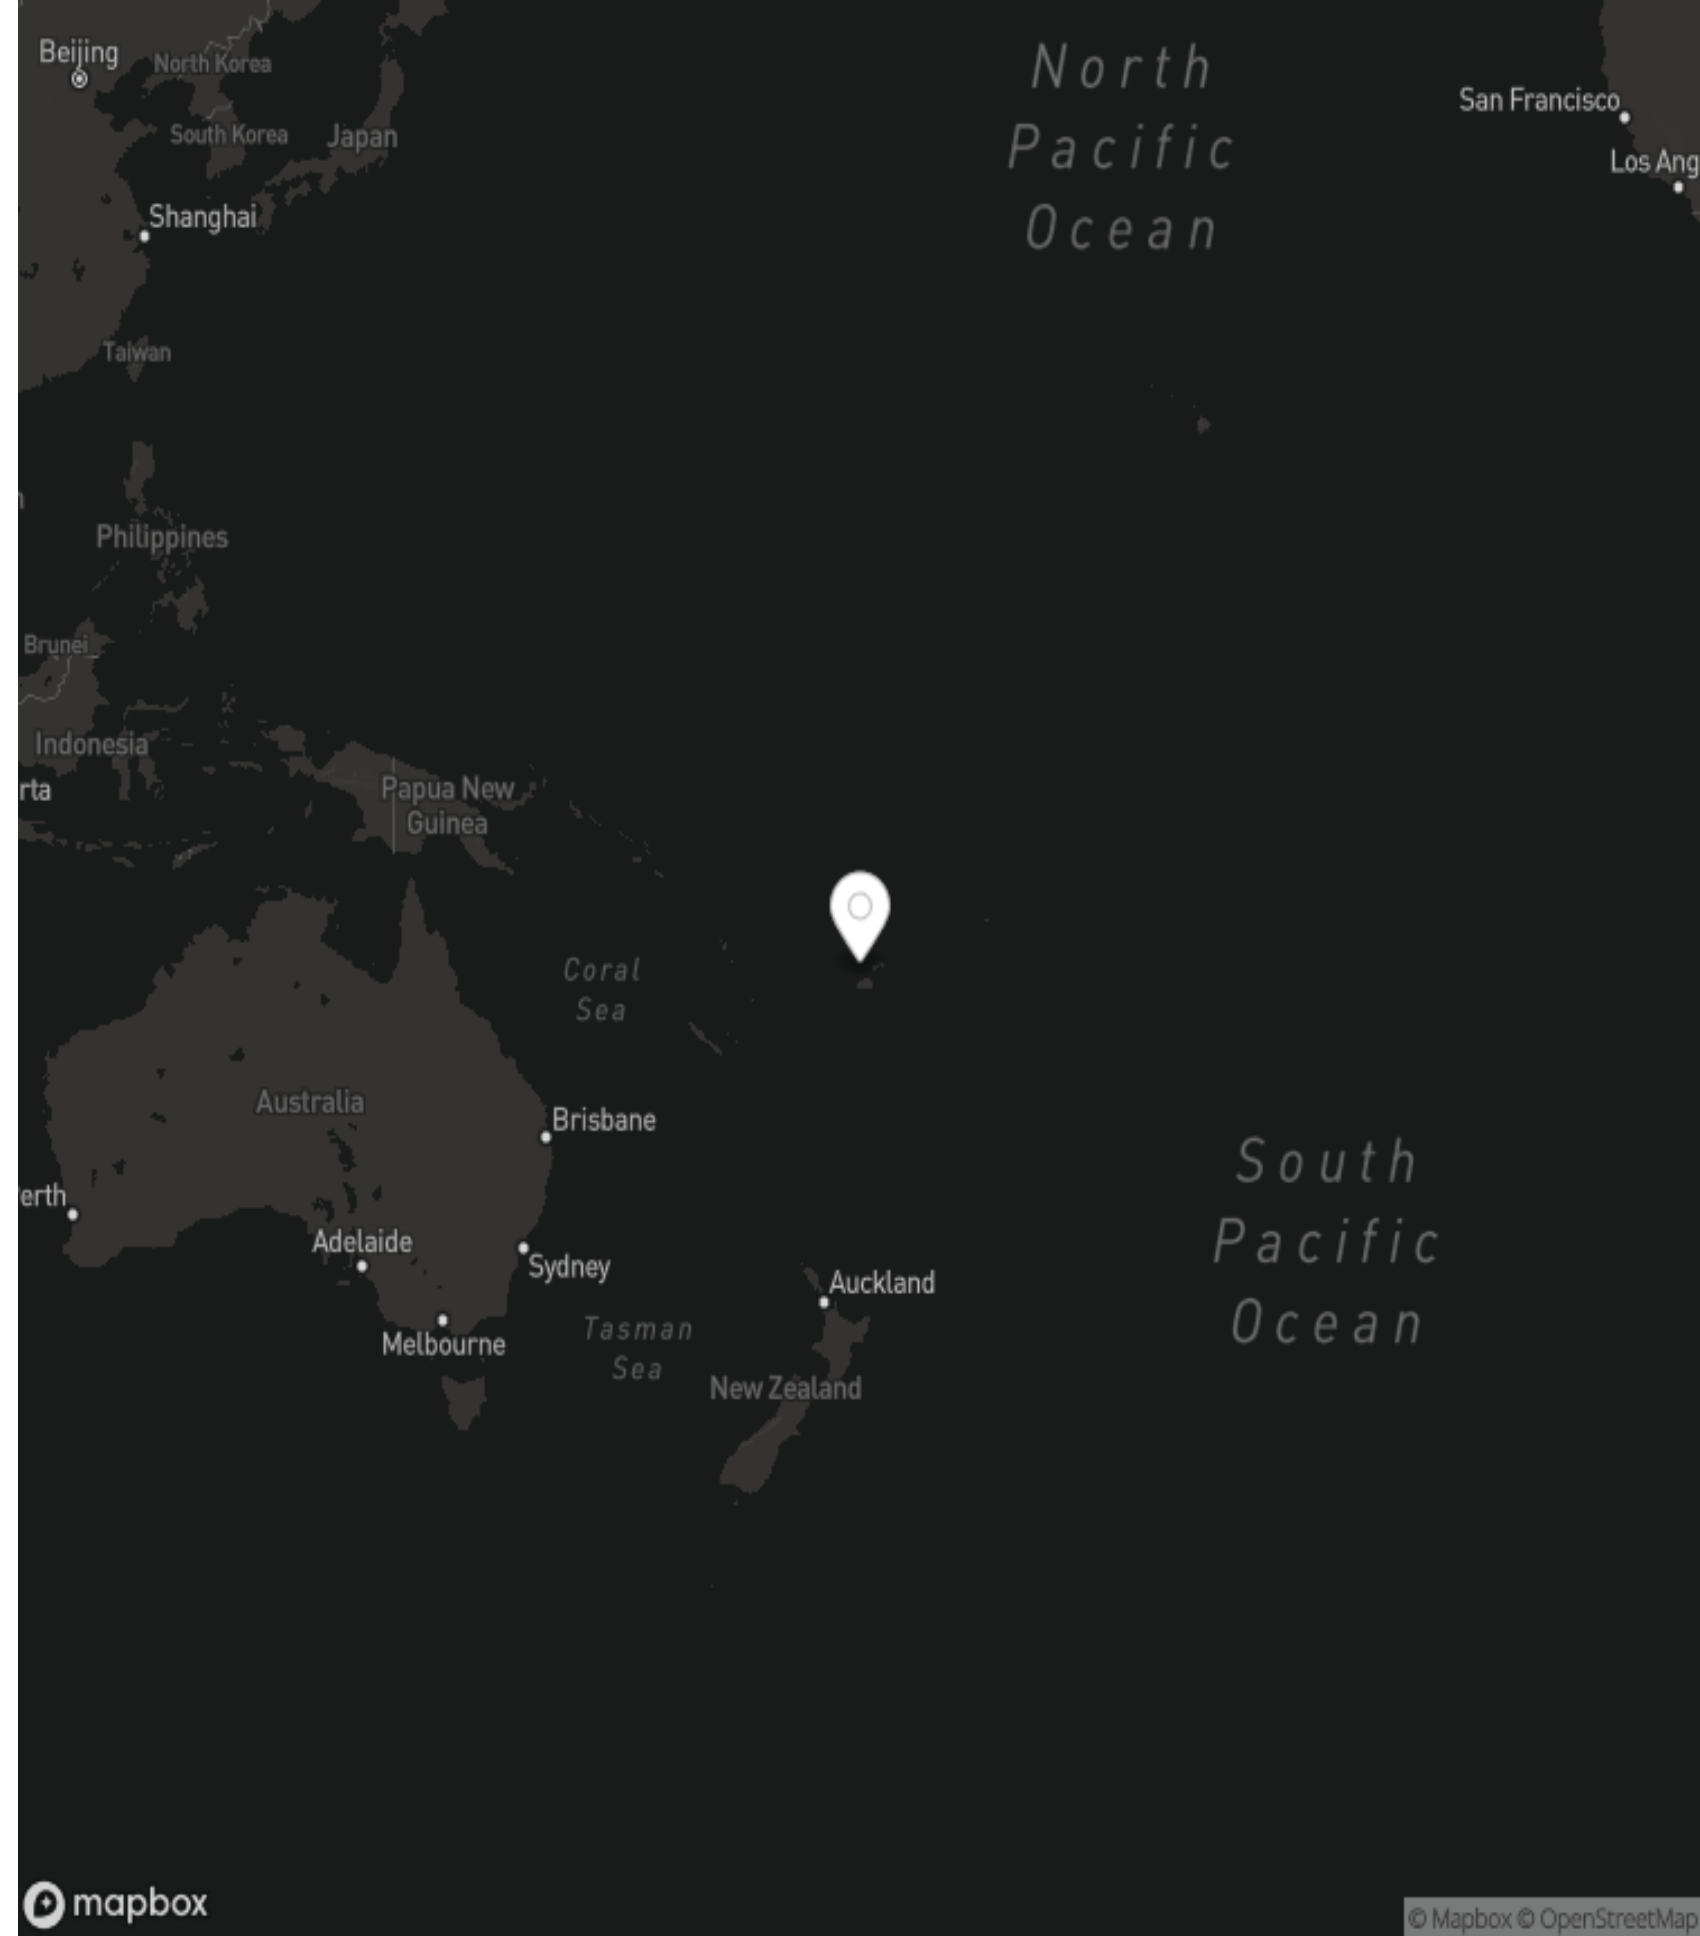 Beijing
North Korea
South Korea
Japan
Shanghai
Taiwan
Philippines
Brunei
Indonesia
rta
Papua New
Guinea
North
Pacific
Ocean
San Francisco
Los Ang
Coral
Sea
Australia
Brisbane
erth
Adelaide
Sydney
Melbourne
Tasman
Sea
Auckland
New Zealand
South
Pacific
Ocean
mapbox
© Mapbox © OpenStreetMap